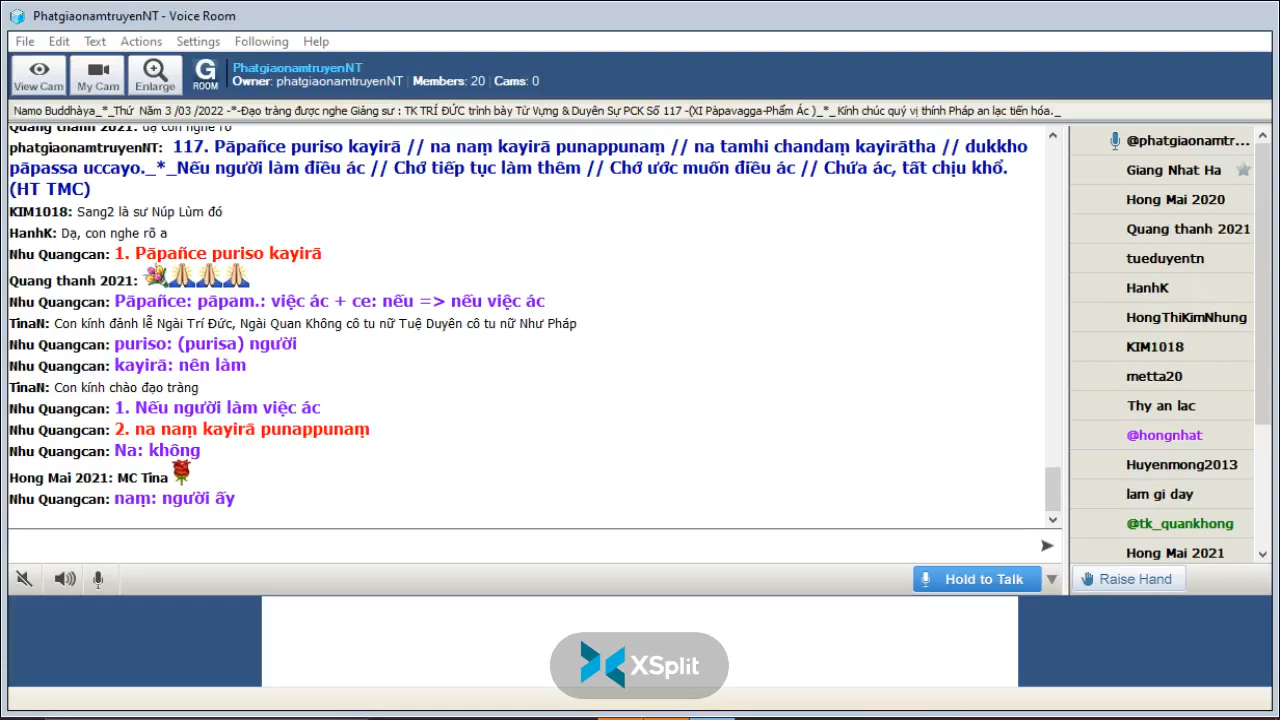 PhatgiaonamtruyenNT - Voice Room
File Edit Text Actions Settings Following Help
View Cam My Cam Enlarge G ROOM
PhatgiaonamtruyenNT
Owner: phatgiaonamtruyenNT | Members: 20 | Cams: 0
Namo Buddhàya_*_Thứ Năm 3 /03 /2022 -*-Đạo tràng được nghe Giảng sư : TK TRÍ ĐỨC trình bày Từ Vựng & Duyên Sự PCK Số 117 -(XI Pàpavagga-Phẩm Ác )_*_Kính chúc quý vị thính Pháp an lạc tiến hóa._
Quang thanh 2021: dạ con nghe rõ
phatgiaonamtruyenNT: 117. Pāpañce puriso kayirā // na naṃ kayirā punappunaṃ // na tamhi chandaṃ kayirātha // dukkho
pāpassa uccayo._*_Nếu người làm điều ác // Chớ tiếp tục làm thêm // Chớ ước muốn điều ác // Chứa ác, tất chịu khổ.
(HT TMC)
KIM1018: Sang2 là sư Núp Lùm đó
HanhK: Dạ, con nghe rõ a
Nhu Quangcan: 1. Pāpañce puriso kayirā
Quang thanh 2021:
Nhu Quangcan: Pāpañce: pāpam.: việc ác + ce: nếu => nếu việc ác
TinaN: Con kính đảnh lễ Ngài Trí Đức, Ngài Quan Không cô tu nữ Tuệ Duyên cô tu nữ Như Pháp
Nhu Quangcan: puriso: (purisa) người
Nhu Quangcan: kayirā: nên làm
TinaN: Con kính chào đạo tràng
Nhu Quangcan: 1. Nếu người làm việc ác
Nhu Quangcan: 2. na naṃ kayirā punappunaṃ
Nhu Quangcan: Na: không
Hong Mai 2021: MC Tina
Nhu Quangcan: naṃ: người ấy
@phatgiaonamtr...
Giang Nhat Ha
Hong Mai 2020
Quang thanh 2021
tueduyentn
HanhK
HongThiKimNhung
KIM1018
metta20
Thy an lac
@hongnhat
Huyenmong2013
lam gi day
@tk_quankhong
Hong Mai 2021
Hold to Talk
Raise Hand
XSplit